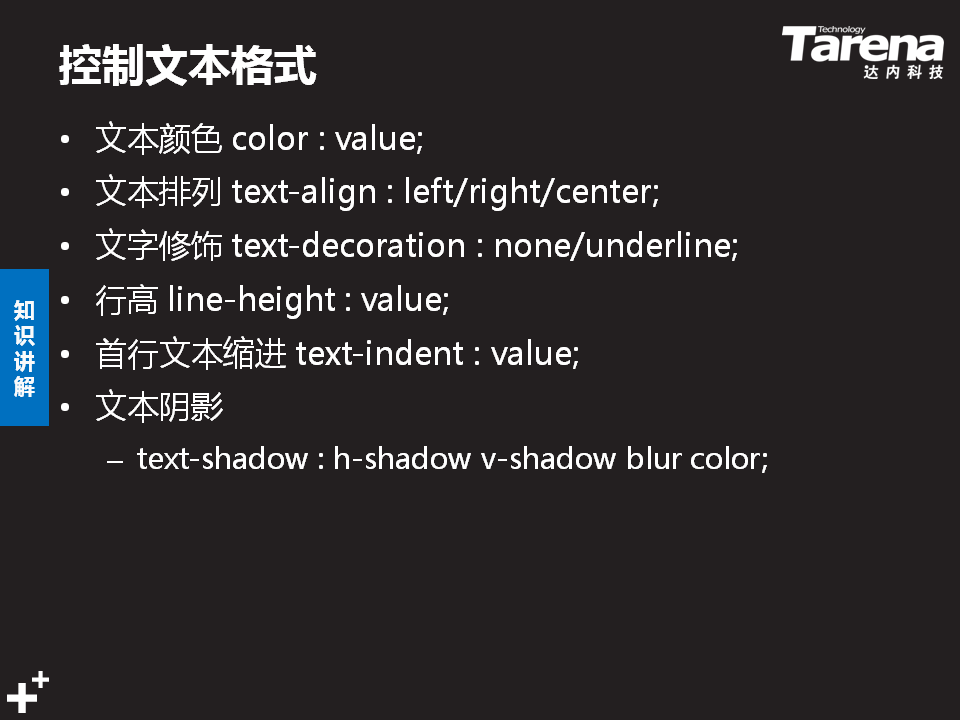 控制文本格式
Technology
Tarena
达内科技
• 文本颜色 color : value;
• 文本排列 text-align : left/right/center;
• 文字修饰 text-decoration : none/underline;
• 行高 line-height : value;
• 首行文本缩进 text-indent : value;
• 文本阴影
– text-shadow : h-shadow v-shadow blur color;
知识讲解